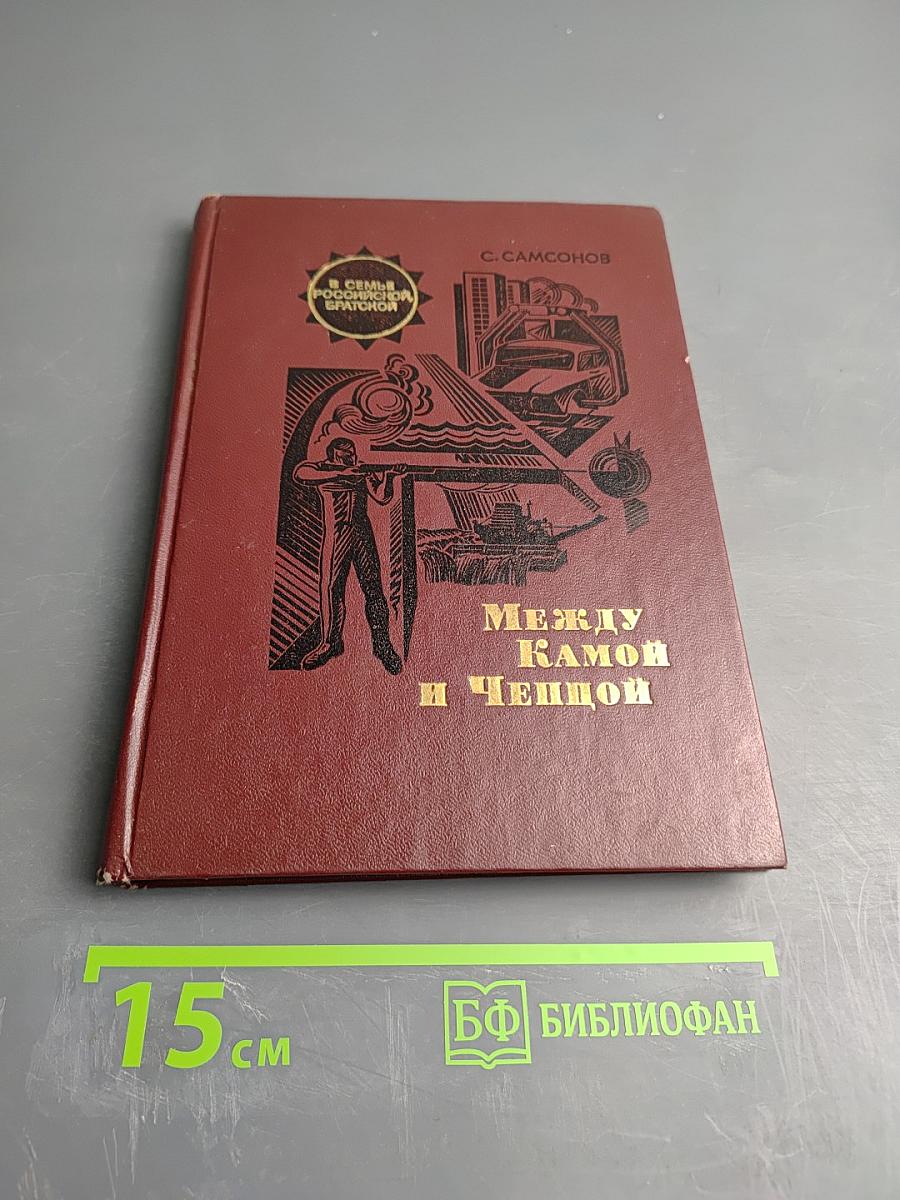 С. САМСОНОВ
В СЕМЬЕ
РОССИЙСКОЙ,
БРАТСКОЙ
МЕЖДУ
КАМОЙ
И ЧЕПЦОЙ
15 см
БФ БИБЛИОФАН